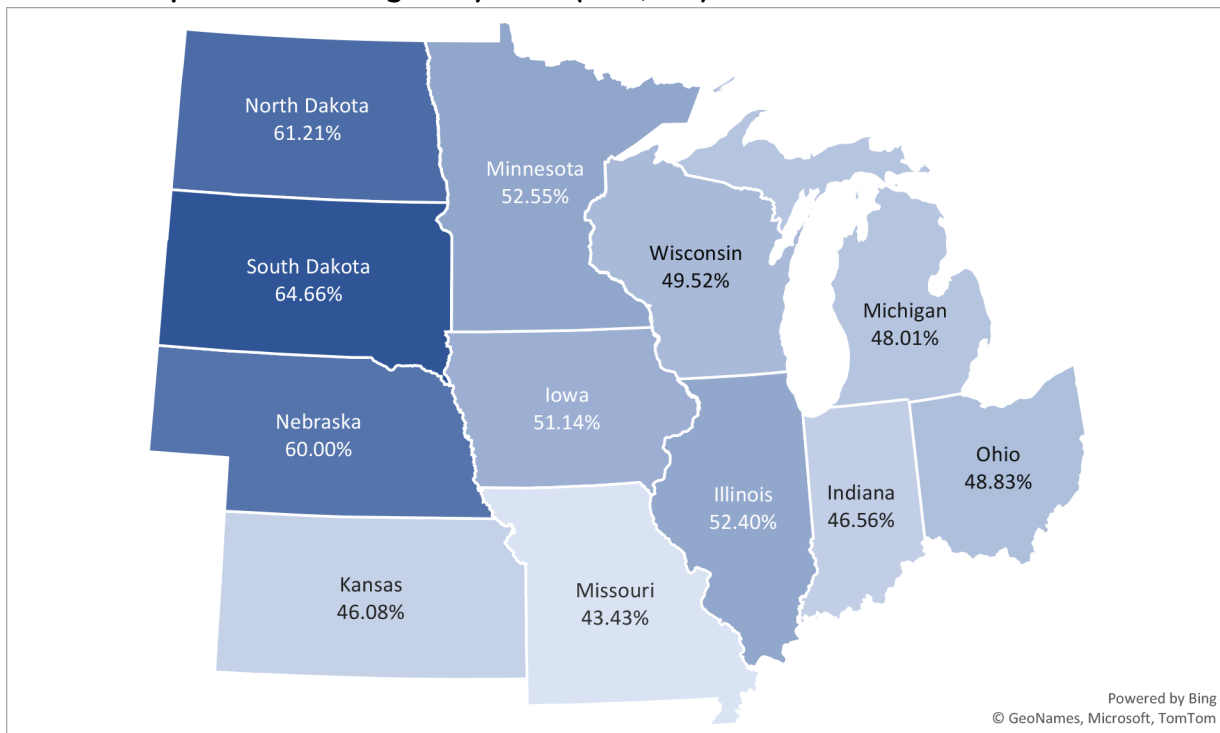 North Dakota
61.21%
Minnesota
52.55%
Wisconsin
49.52%
South Dakota
64.66%
Michigan
48.01%
Iowa
51.14%
Nebraska
60.00%
Ohio
48.83%
Illinois
52.40%
Indiana
46.56%
Kansas
46.08%
Missouri
43.43%
Powered by Bing
© GeoNames, Microsoft, TomTom